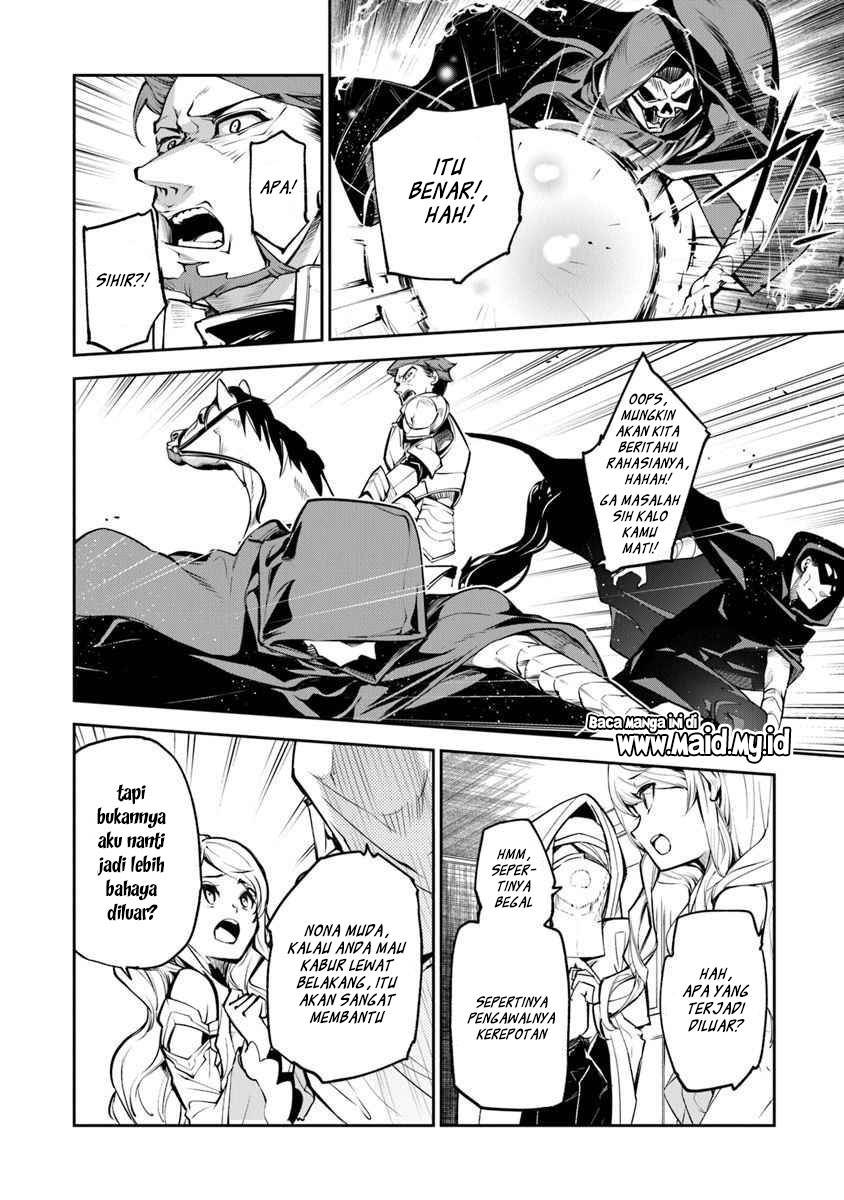 ITU
BENAR!,
HAH!
APA!
SIHIR?!
OOPS,
MUNGKIN
AKAN KITA
BERITAHU
RAHASIANYA,
HAHAH!
GA MASALAH
SIH KALO
KAMU
MATI!
Baca Manga ini di
www.Maid.my.id
HAH,
APA YANG
TERJADI
DILUAR?
HMM,
SEPER-
TINYA
BEGAL
SEPERTINYA
PENGAWALNYA
KEREPOTAN
NONA MUDA,
KALAU ANDA MAU
KABUR LEWAT
BELAKANG, ITU
AKAN SANGAT
MEMBANTU
tapi
bukannya
aku nanti
jadi lebih
bahaya
diluar?